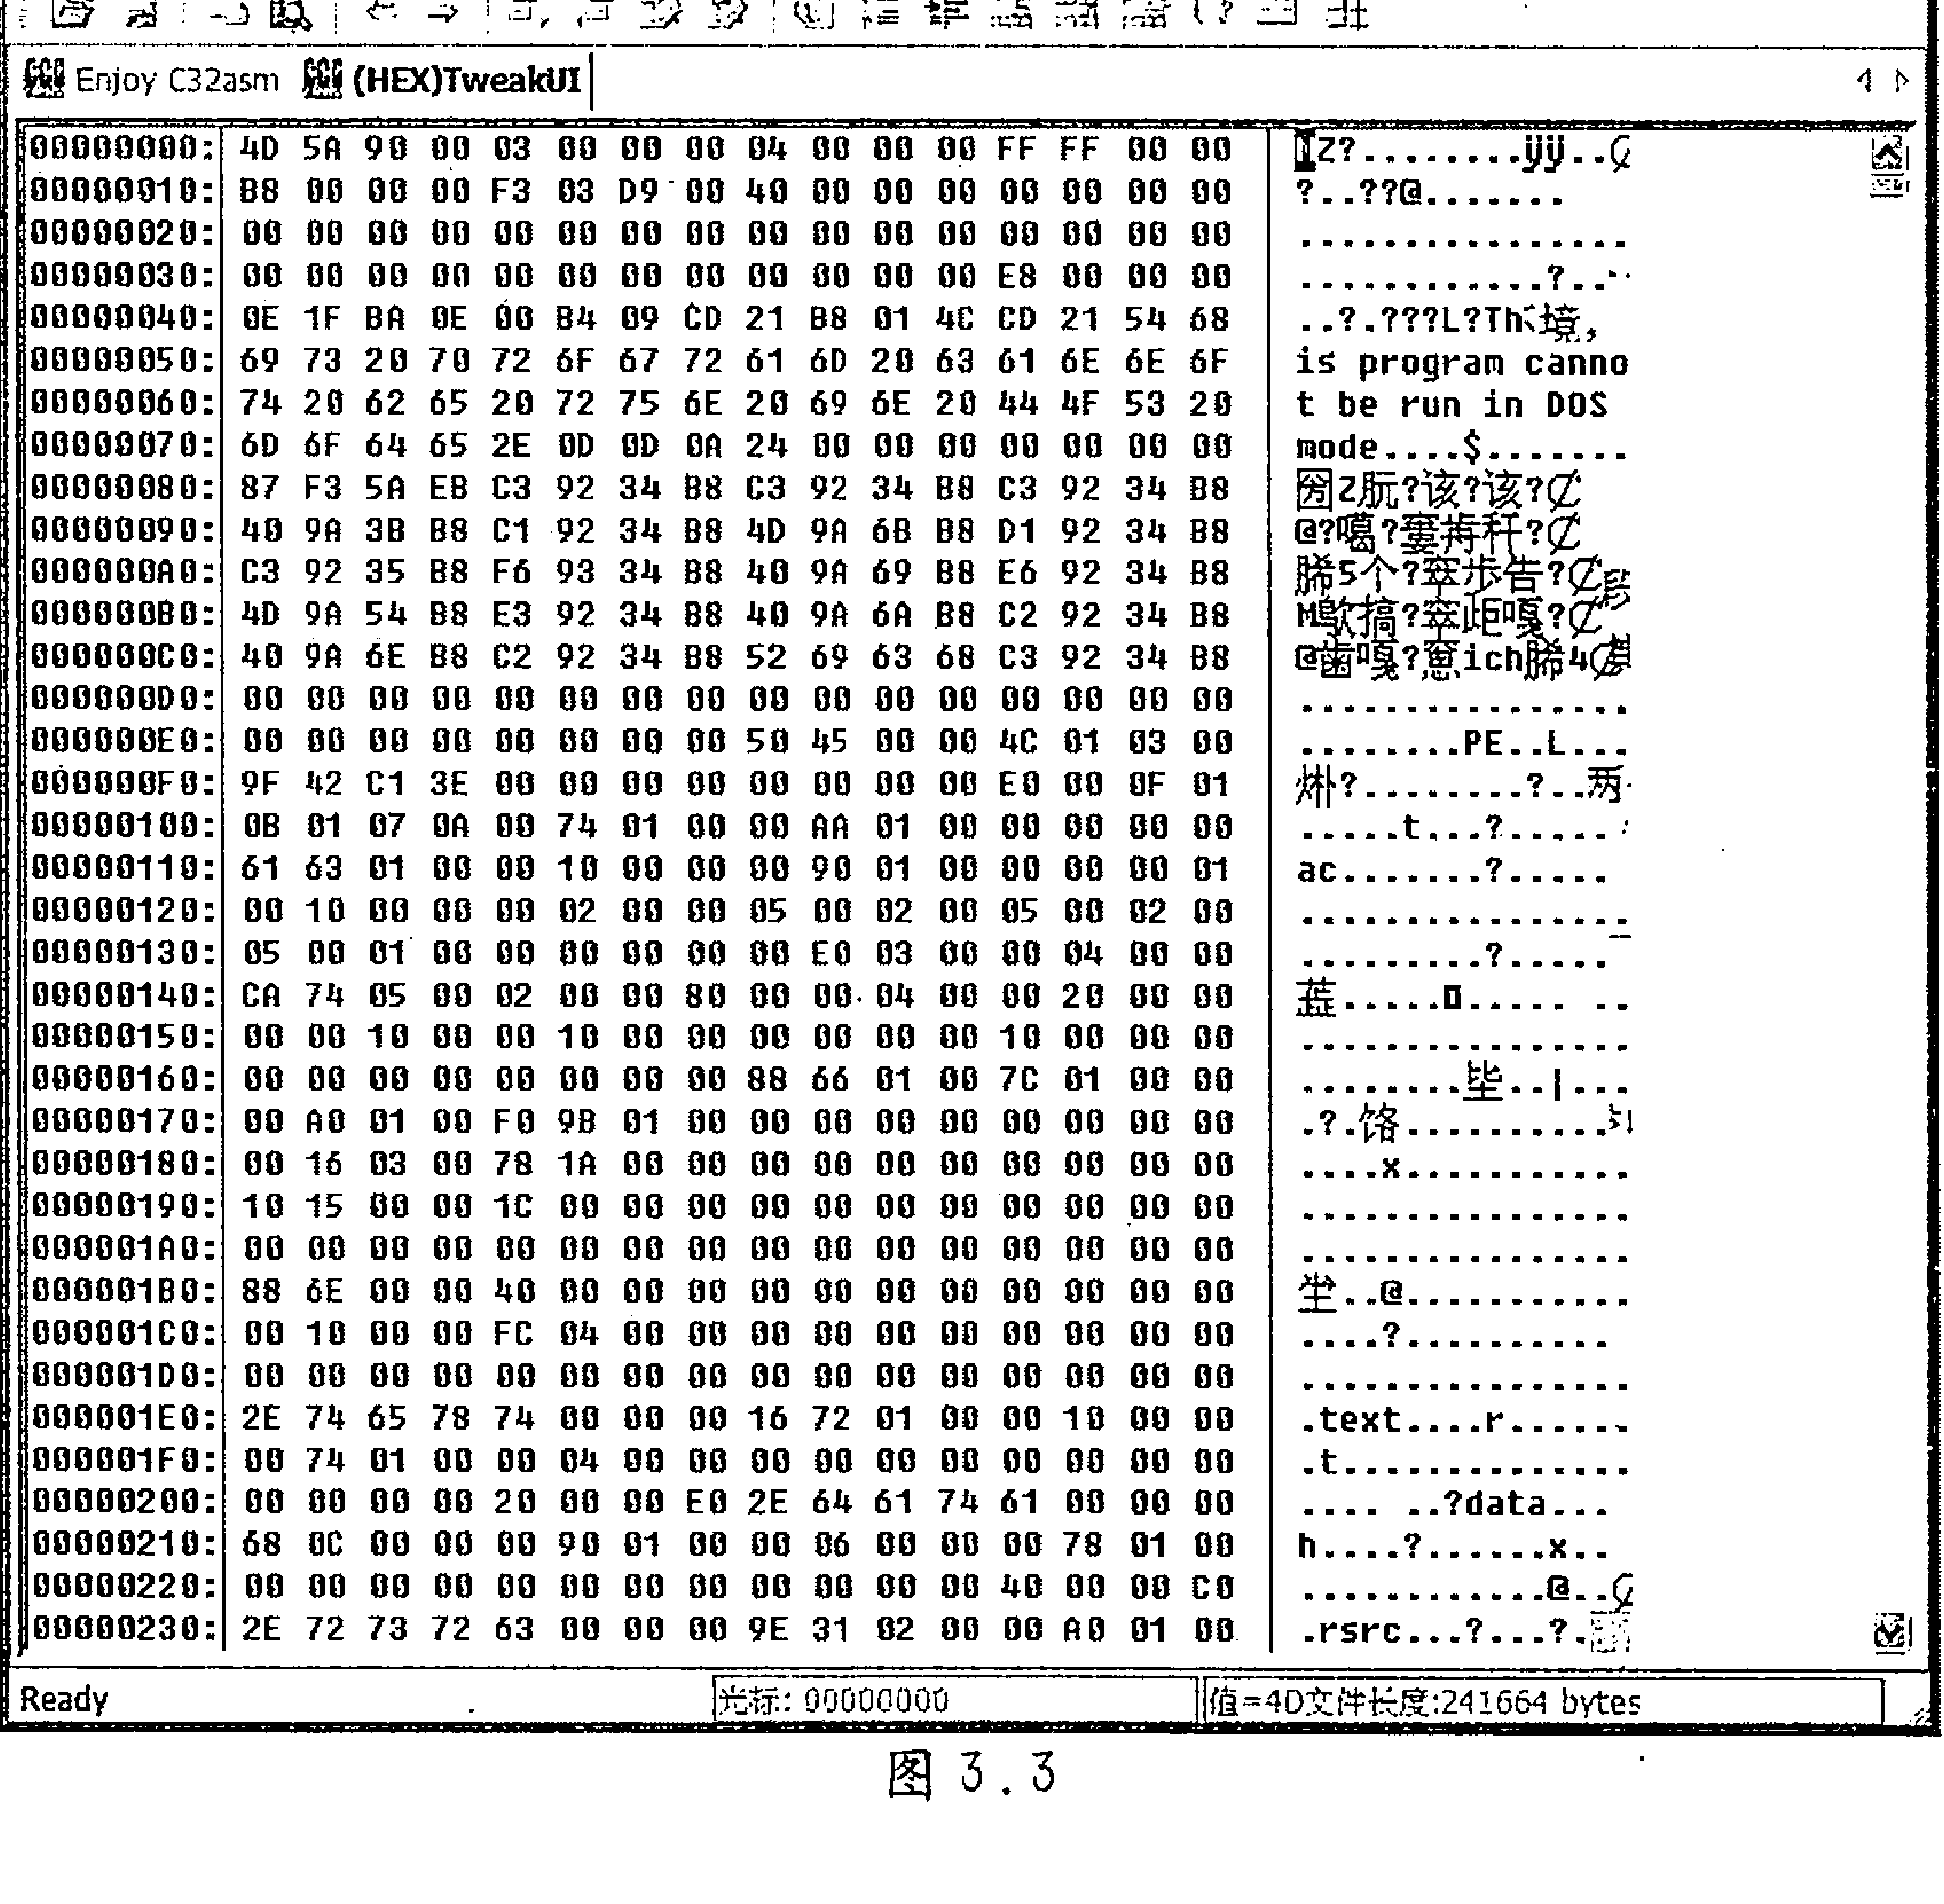 Enjoy C32asm (HEX)TweakUI
00000000: 4D 5A 90 00 03 00 00 00 04 00 00 00 FF FF 00 00 Z?........ÿÿ..
00000010: B8 00 00 00 F3 03 D9 00 40 00 00 00 00 00 00 00 ?..??@.......
00000020: 00 00 00 00 00 00 00 00 00 00 00 00 00 00 00 00 ................
00000030: 00 00 00 00 00 00 00 00 00 00 00 00 E8 00 00 00 ............?..
00000040: 0E 1F BA 0E 00 B4 09 CD 21 B8 01 4C CD 21 54 68 ..?.???L?Th境,
00000050: 69 73 20 70 72 6F 67 72 61 6D 20 63 61 6E 6E 6F is program canno
00000060: 74 20 62 65 20 72 75 6E 20 69 6E 20 44 4F 53 20 t be run in DOS
00000070: 6D 6F 64 65 2E 0D 0D 0A 24 00 00 00 00 00 00 00 mode....$.......
00000080: 87 F3 5A EB C3 92 34 B8 C3 92 34 B8 C3 92 34 B8 Z朊?该?该?
00000090: 40 9A 3B B8 C1 92 34 B8 4D 9A 6B B8 D1 92 34 B8 @?噶?秆?
000000A0: C3 92 35 B8 F6 93 34 B8 40 9A 69 B8 E6 92 34 B8 5个?告?
000000B0: 4D 9A 54 B8 E3 92 34 B8 40 9A 6A B8 C2 92 34 B8 M歍搞?嘎?
000000C0: 40 9A 6E B8 C2 92 34 B8 52 69 63 68 C3 92 34 B8 @嘎?ich4
000000D0: 00 00 00 00 00 00 00 00 00 00 00 00 00 00 00 00 ................
000000E0: 00 00 00 00 00 00 00 00 50 45 00 00 4C 01 03 00 ........PE..L...
000000F0: 9F 42 C1 3E 00 00 00 00 00 00 00 00 E0 00 0F 01 ?........?..两
00000100: 0B 01 07 0A 00 74 01 00 00 AA 01 00 00 00 00 00 .....t...?.....
00000110: 61 63 01 00 00 10 00 00 00 90 01 00 00 00 00 01 ac.......?.....
00000120: 00 10 00 00 00 02 00 00 05 00 02 00 05 00 02 00 ................
00000130: 05 00 01 00 00 00 00 00 00 E0 03 00 00 04 00 00 .........?.....
00000140: CA 74 05 00 02 00 00 80 00 00 04 00 00 20 00 00 ........... ..
00000150: 00 00 10 00 00 10 00 00 00 00 00 00 10 00 00 00 ................
00000160: 00 00 00 00 00 00 00 00 88 66 01 00 7C 01 00 00 ..........|...
00000170: 00 A0 01 00 F0 9B 01 00 00 00 00 00 00 00 00 00 .?.饹..........
00000180: 00 16 03 00 78 1A 00 00 00 00 00 00 00 00 00 00 ....x...........
00000190: 10 15 00 00 1C 00 00 00 00 00 00 00 00 00 00 00 ................
000001A0: 00 00 00 00 00 00 00 00 00 00 00 00 00 00 00 00 ................
000001B0: 88 6E 00 00 40 00 00 00 00 00 00 00 00 00 00 00 ..@...........
000001C0: 00 10 00 00 FC 04 00 00 00 00 00 00 00 00 00 00 ....?..........
000001D0: 00 00 00 00 00 00 00 00 00 00 00 00 00 00 00 00 ................
000001E0: 2E 74 65 78 74 00 00 00 16 72 01 00 00 10 00 00 .text....r......
000001F0: 00 74 01 00 00 04 00 00 00 00 00 00 00 00 00 00 .t..............
00000200: 00 00 00 00 20 00 00 E0 2E 64 61 74 61 00 00 00 .... ..?data...
00000210: 68 0C 00 00 00 90 01 00 00 06 00 00 00 78 01 00 h....?.......x..
00000220: 00 00 00 00 00 00 00 00 00 00 00 00 40 00 00 C0 ............@..
00000230: 2E 72 73 72 63 00 00 00 9E 31 02 00 00 A0 01 00 .rsrc...?...?.
Ready 光标: 00000000 值=4D文件长度:241664 bytes
图 3.3